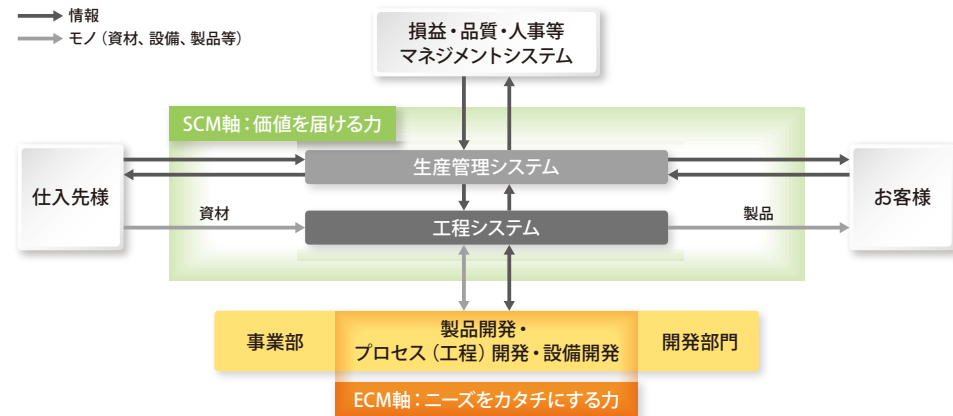 情報
モノ（資材、設備、製品等）
損益・品質・人事等
マネジメントシステム
SCM軸：価値を届ける力
生産管理システム
仕入先様
お客様
資材
製品
工程システム
事業部
製品開発・
プロセス（工程）開発・設備開発
開発部門
ECM軸：ニーズをカタチにする力